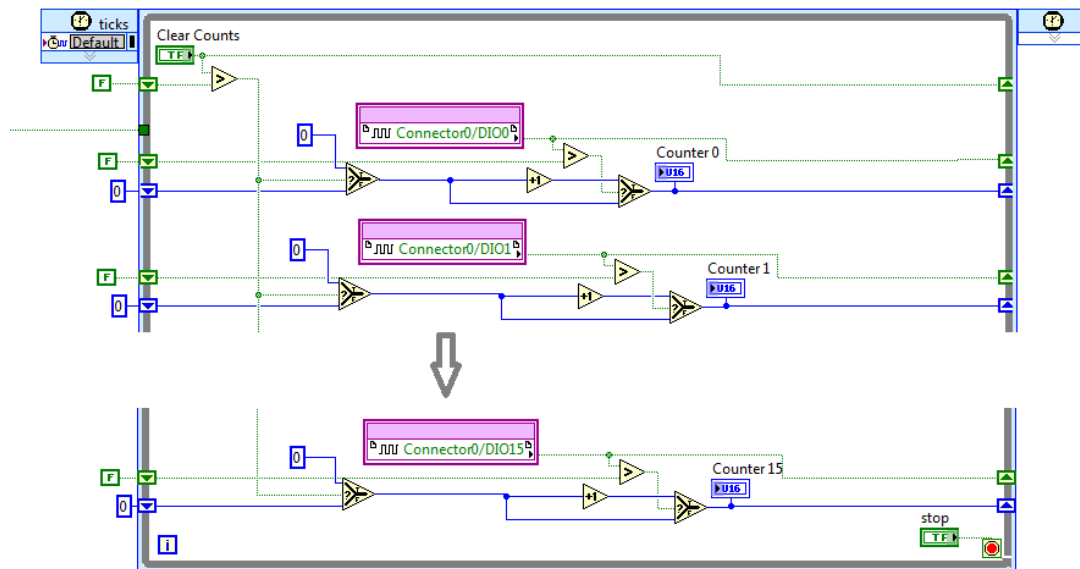 ticks
Default
Clear Counts
TF
F
>
0
Connector0/DIO0
F
>
Counter 0
U16
?
T
F
+1
?
T
F
0
0
Connector0/DIO1
F
>
Counter 1
U16
?
T
F
+1
?
T
F
0
Connector0/DIO15
0
F
>
Counter 15
U16
?
T
F
+1
?
T
F
0
stop
TF
i